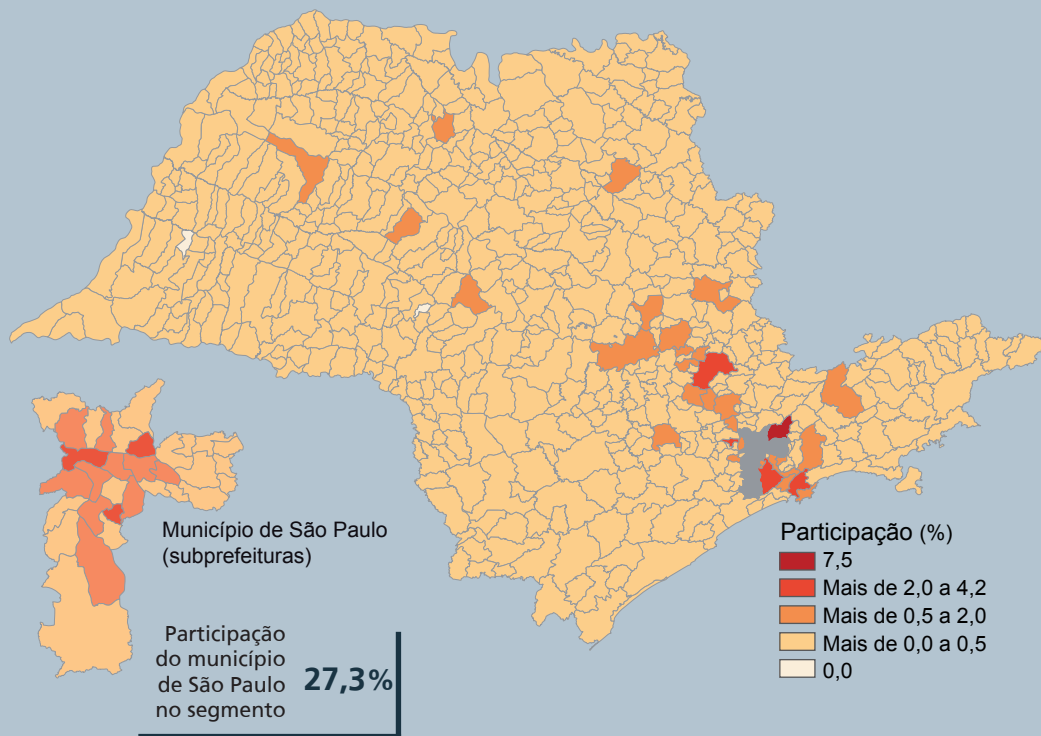 Município de São Paulo
(subprefeituras)
Participação
do município
de São Paulo
no segmento
27,3%
Participação (%)
7,5
Mais de 2,0 a 4,2
Mais de 0,5 a 2,0
Mais de 0,0 a 0,5
0,0